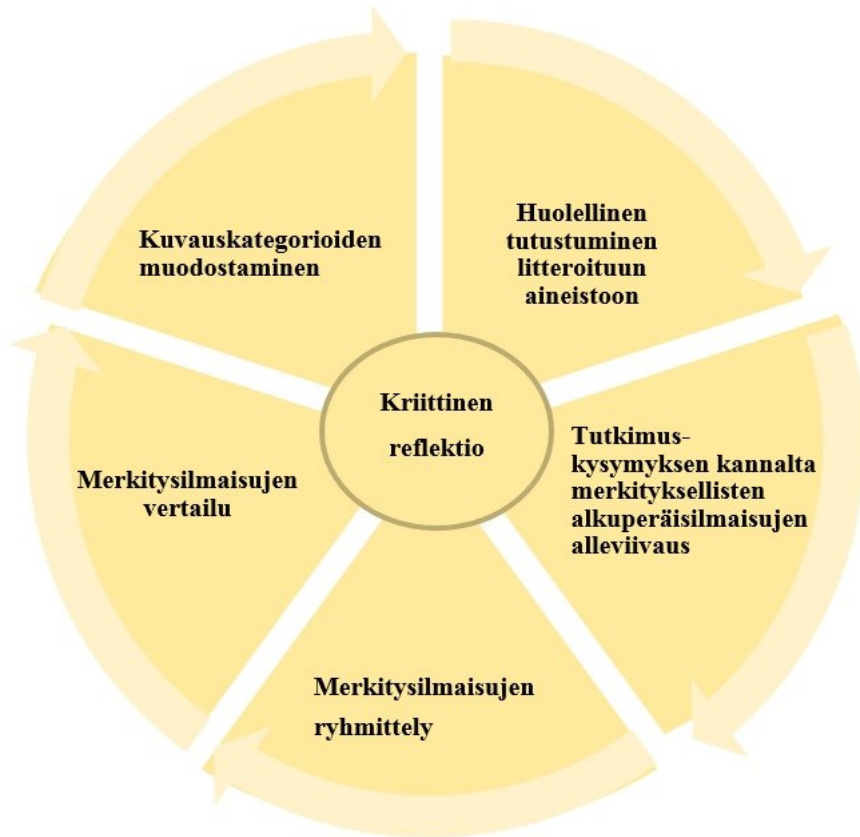 Huolellinen
tutustuminen
litteroituun
aineistoon
Tutkimus-
kysymyksen kannalta
merkityksellisten
alkuperäisilmaisujen
alleviivaus
Merkitysilmaisujen
ryhmittely
Merkitysilmaisujen
vertailu
Kuvauskategorioiden
muodostaminen
Kriittinen
reflektio